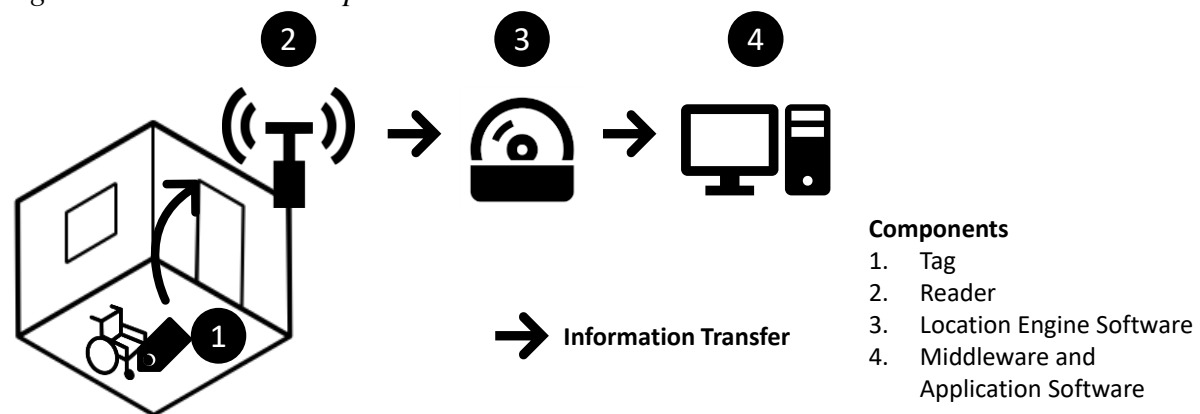 2
3
4
1
Information Transfer
Components
1. Tag
2. Reader
3. Location Engine Software
4. Middleware and
Application Software